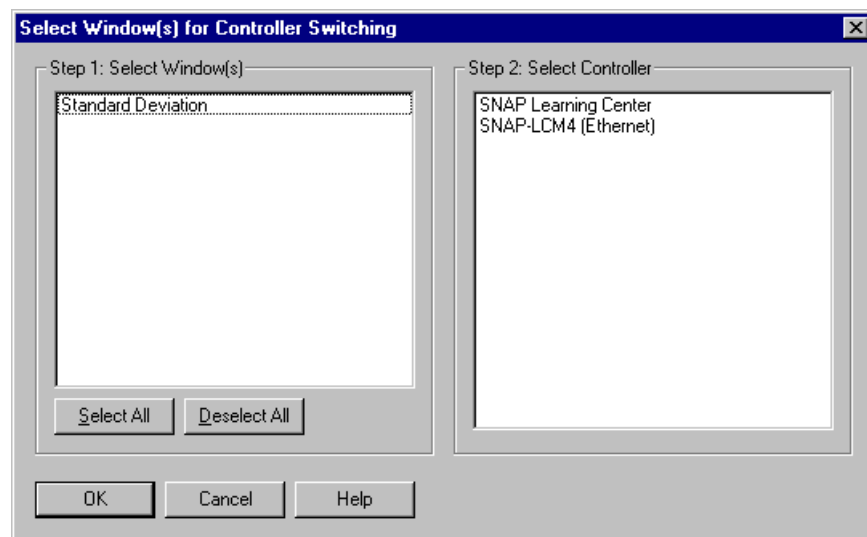 Select Window(s) for Controller Switching
Step 1: Select Window(s)
Standard Deviation
Select All
Deselect All
Step 2: Select Controller
SNAP Learning Center
SNAP-LCM4 (Ethernet)
OK
Cancel
Help